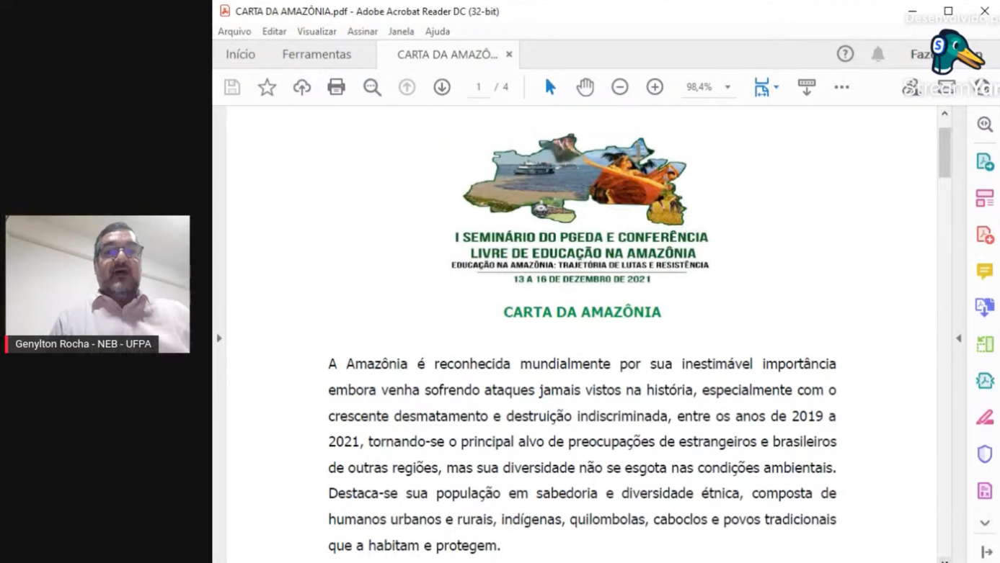 CARTA DA AMAZÔNIA.pdf - Adobe Acrobat Reader DC (32-bit)
Desenvolvido
Arquivo Editar Visualizar Assinar Janela Ajuda
Início Ferramentas CARTA DA AMAZÔ...
1 / 4 98,4%
I SEMINÁRIO DO PGEDA E CONFERÊNCIA
LIVRE DE EDUCAÇÃO NA AMAZÔNIA
EDUCAÇÃO NA AMAZÔNIA: TRAJETÓRIA DE LUTAS E RESISTÊNCIA
13 A 16 DE DEZEMBRO DE 2021
CARTA DA AMAZÔNIA
Genylton Rocha - NEB - UFPA
A Amazônia é reconhecida mundialmente por sua inestimável importância
embora venha sofrendo ataques jamais vistos na história, especialmente com o
crescente desmatamento e destruição indiscriminada, entre os anos de 2019 a
2021, tornando-se o principal alvo de preocupações de estrangeiros e brasileiros
de outras regiões, mas sua diversidade não se esgota nas condições ambientais.
Destaca-se sua população em sabedoria e diversidade étnica, composta de
humanos urbanos e rurais, indígenas, quilombolas, caboclos e povos tradicionais
que a habitam e protegem.